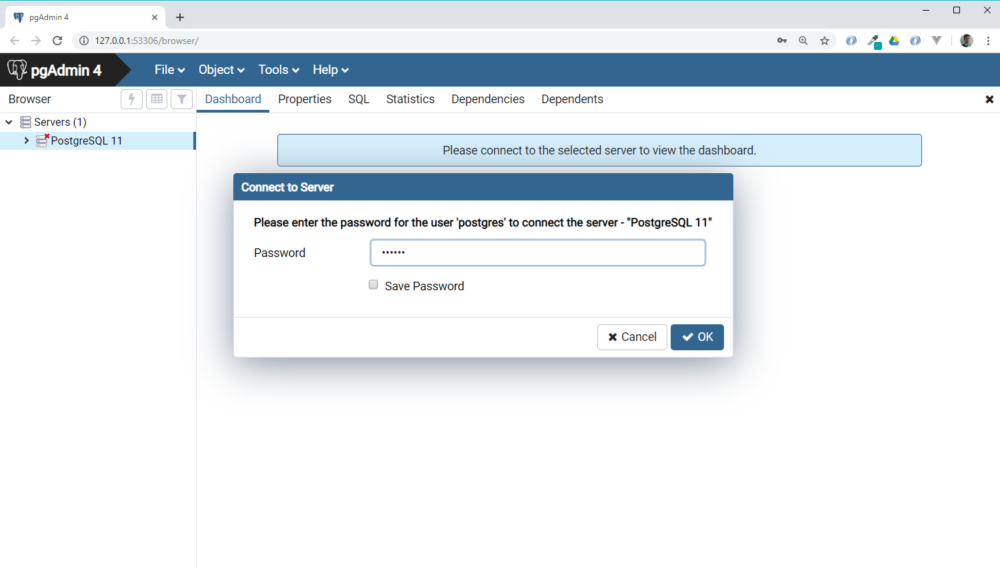 pgAdmin 4
127.0.0.1:53306/browser/
pgAdmin 4 File Object Tools Help
Browser Dashboard Properties SQL Statistics Dependencies Dependents
Servers (1)
PostgreSQL 11
Please connect to the selected server to view the dashboard.
Connect to Server
Please enter the password for the user 'postgres' to connect the server - "PostgreSQL 11"
Password ••••••
Save Password
Cancel OK